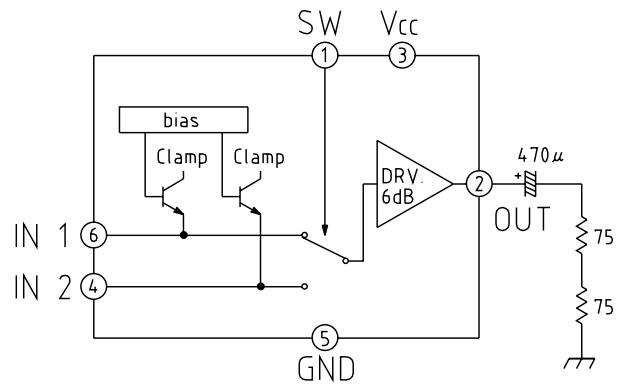 SW
Vcc
1
3
bias
Clamp
Clamp
DRV.
6dB
2
+
470μ
OUT
IN 1
6
IN 2
4
75
75
5
GND